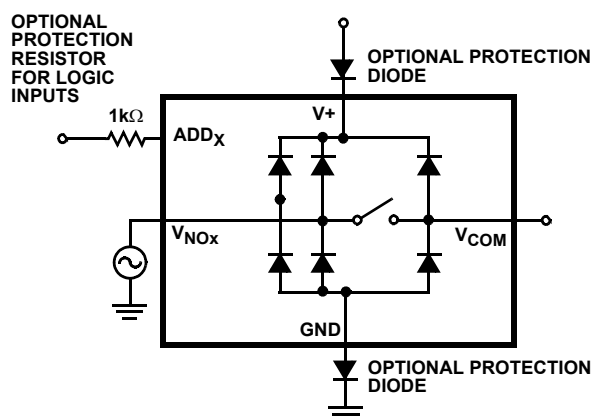 OPTIONAL
PROTECTION
RESISTOR
FOR LOGIC
INPUTS
OPTIONAL PROTECTION
DIODE
1kΩ
V+
ADDX
VNOx
VCOM
GND
OPTIONAL PROTECTION
DIODE